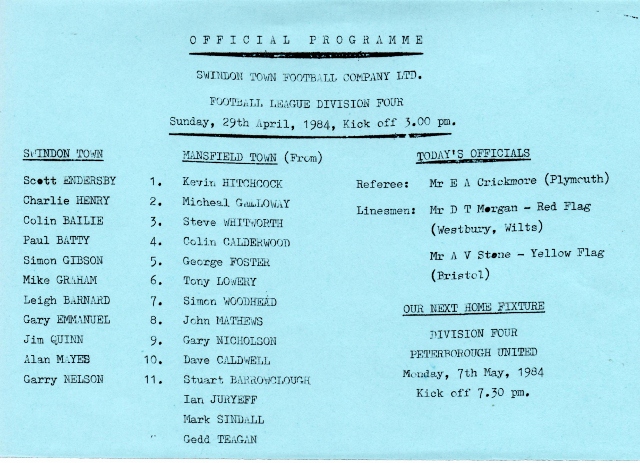 OFFICIAL PROGRAMME
SWINDON TOWN FOOTBALL COMPANY LTD.
FOOTBALL LEAGUE DIVISION FOUR
Sunday, 29th April, 1984, Kick off 3.00 pm.
SWINDON TOWN
Scott ENDERSBY
Charlie HENRY
Colin BAILIE
Paul BATTY
Simon GIBSON
Mike GRAHAM
Leigh BARNARD
Gary EMMANUEL
Jim QUINN
Alan MAYES
Garry NELSON
MANSFIELD TOWN (From)
1. Kevin HITCHCOCK
2. Micheal GALLOWAY
3. Steve WHITWORTH
4. Colin CALDERWOOD
5. George FOSTER
6. Tony LOWERY
7. Simon WOODHEAD
8. John MATHEWS
9. Gary NICHOLSON
10. Dave CALDWELL
11. Stuart BARROWCLOUGH
Ian JURYEFF
Mark SINDALL
Gedd TEAGAN
TODAY'S OFFICIALS
Referee: Mr E A Crickmore (Plymouth)
Linesmen: Mr D T Morgan - Red Flag
(Westbury, Wilts)
Mr A V Stone - Yellow Flag
(Bristol)
OUR NEXT HOME FIXTURE
DIVISION FOUR
PETERBOROUGH UNITED
Monday, 7th May, 1984
Kick off 7.30 pm.